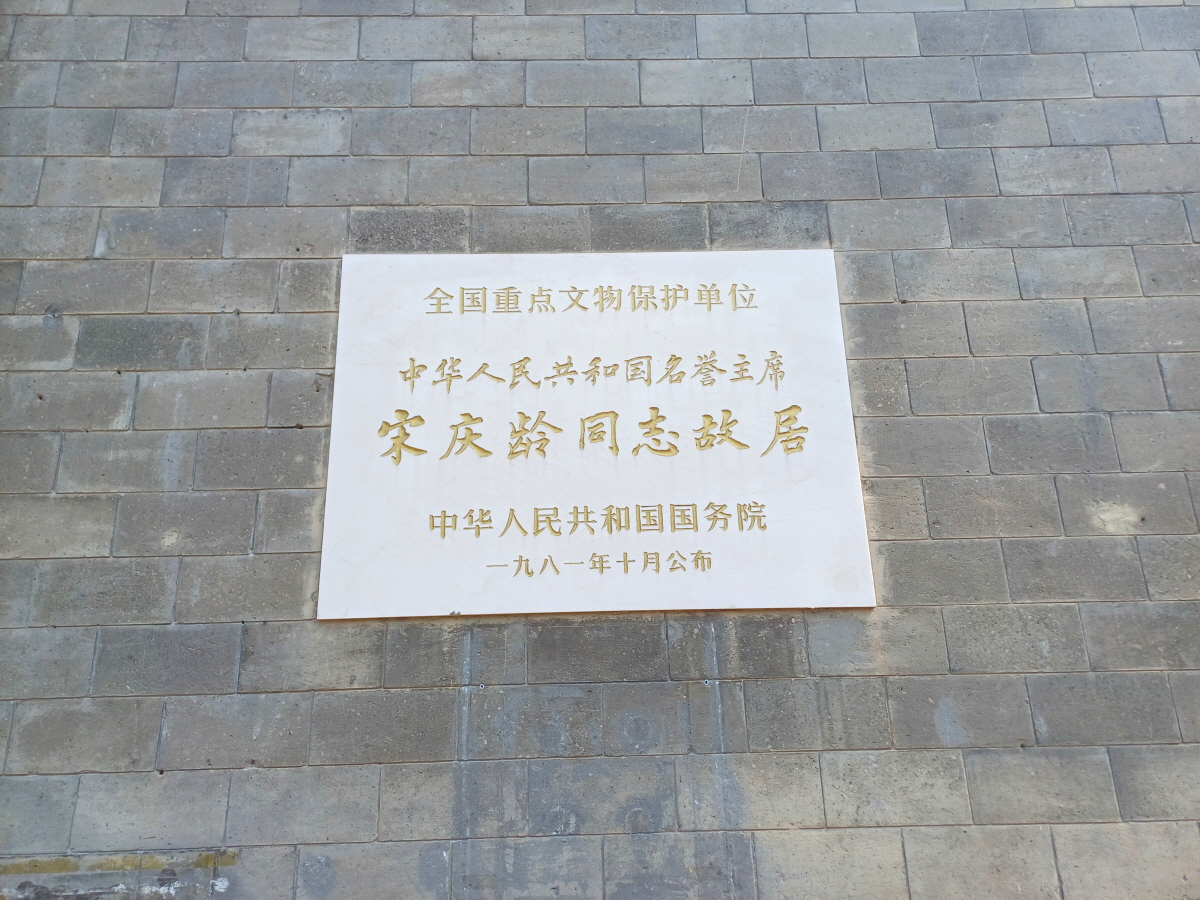 全国重点文物保护单位
中华人民共和国名誉主席
宋庆龄同志故居
中华人民共和国国务院
一九八一年十月公布